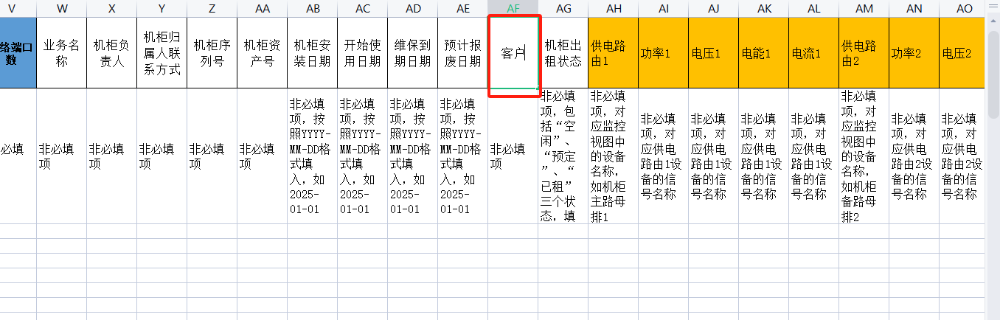 V W X Y Z AA AB AC AD AE AF AG AH AI AJ AK AL AM AN AO
络端口
数
业务名
称
机柜负
责人
机柜归
属人联
系方式
机柜序
列号
机柜资
产号
机柜安
装日期
开始使
用日期
维保到
期日期
预计报
废日期
客户
机柜出
租状态
供电路
由1
功率1
电压1
电能1
电流1
供电路
由2
功率2
电压2
必填
非必填
项
非必填
项
非必填
项
非必填
项
非必填
项
非必填
项，按
照YYYY-
MM-DD格
式填
入，如
2025-
01-01
非必填
项，按
照YYYY-
MM-DD格
式填
入，如
2025-
01-01
非必填
项，按
照YYYY-
MM-DD格
式填
入，如
2025-
01-01
非必填
项，按
照YYYY-
MM-DD格
式填
入，如
2025-
01-01
非必填
项
非必填
项，包
括“空
闲”、
“预定
”、“
已租”
三个状
态，填
非必填
项，对
应监控
视图中
的设备
名称，
如机柜
主路母
排1
非必填
项，对
应供电
路由1设
备的信
号名称
非必填
项，对
应供电
路由1设
备的信
号名称
非必填
项，对
应供电
路由1设
备的信
号名称
非必填
项，对
应供电
路由1设
备的信
号名称
非必填
项，对
应监控
视图中
的设备
名称，
如机柜
备路母
排2
非必填
项，对
应供电
路由2设
备的信
号名称
非必填
项，对
应供电
路由2设
备的信
号名称